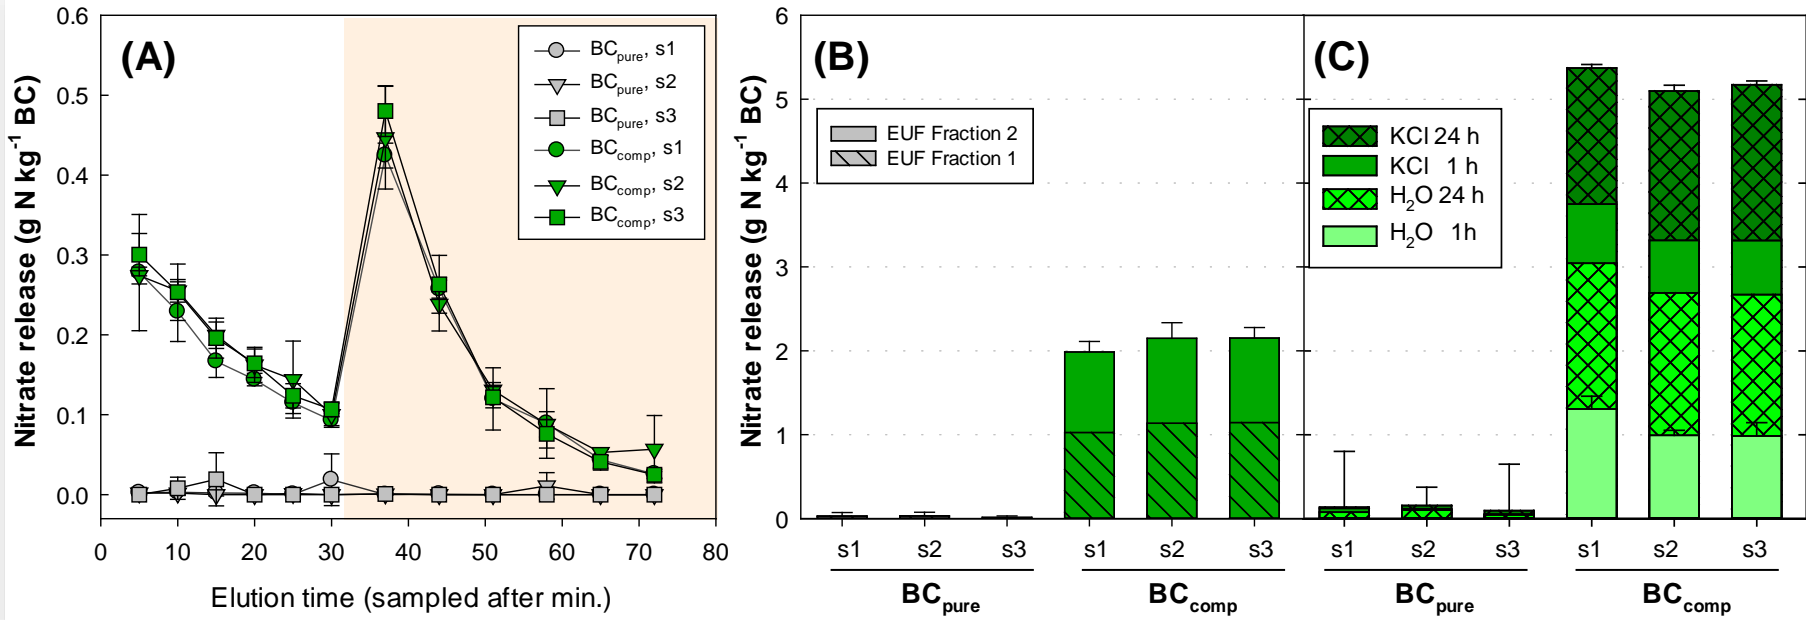 (A)
Nitrate release (g N kg⁻¹ BC)
0.6
0.5
0.4
0.3
0.2
0.1
0.0
0 10 20 30 40 50 60 70 80
Elution time (sampled after min.)
BCpure, s1
BCpure, s2
BCpure, s3
BCcomp, s1
BCcomp, s2
BCcomp, s3
(B)
Nitrate release (g N kg⁻¹ BC)
6
5
4
3
2
1
0
EUF Fraction 2
EUF Fraction 1
s1 s2 s3 s1 s2 s3
BCpure BCcomp
(C)
KCl 24 h
KCl 1 h
H₂O 24 h
H₂O 1h
s1 s2 s3 s1 s2 s3
BCpure BCcomp